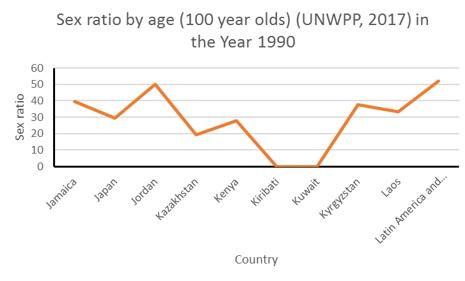 Sex ratio by age (100 year olds) (UNWPP, 2017) in
the Year 1990
60
50
40
30
20
10
0
Sex ratio
Jamaica
Japan
Jordan
Kazakhstan
Kenya
Kiribati
Kuwait
Kyrgyzstan
Laos
Latin America and...
Country